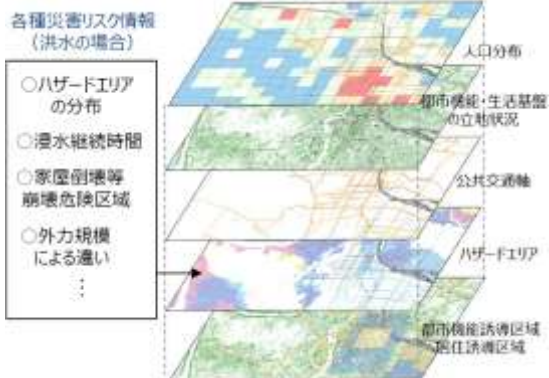 各種災害リスク情報
（洪水の場合）
○ハザードエリア
の分布
○浸水継続時間
○家屋倒壊等
崩壊危険区域
○外力規模
による違い
⋮
人口分布
都市機能・生活基盤
の立地状況
公共交通軸
ハザードエリア
都市機能誘導区域
居住誘導区域